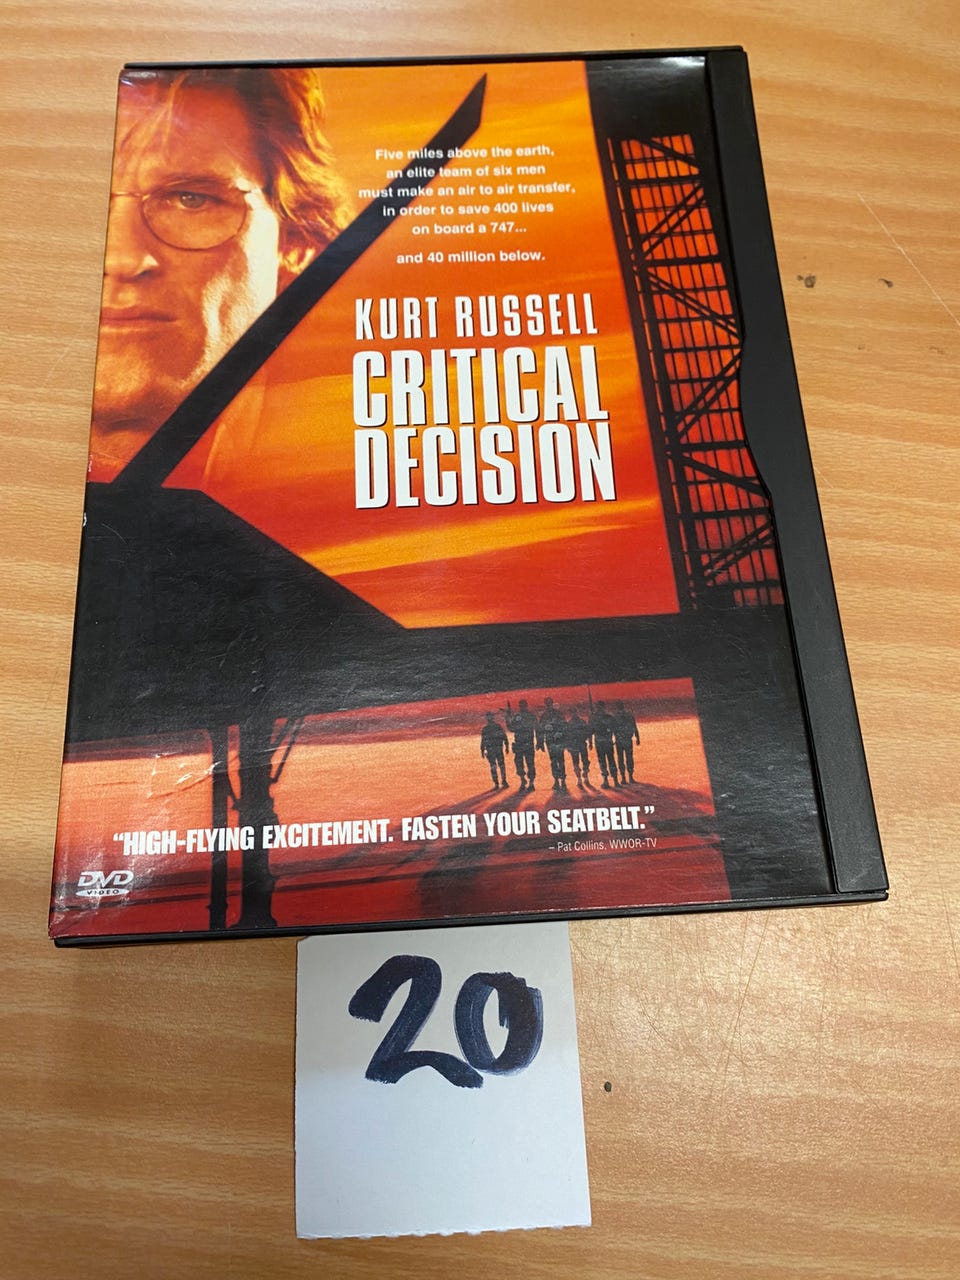 Five miles above the earth,
an elite team of six men
must make an air to air transfer,
in order to save 400 lives
on board a 747...
and 40 million below.
KURT RUSSELL
CRITICAL
DECISION
“HIGH-FLYING EXCITEMENT. FASTEN YOUR SEATBELT.”
– Pat Collins, WWOR-TV
DVD
VIDEO
20